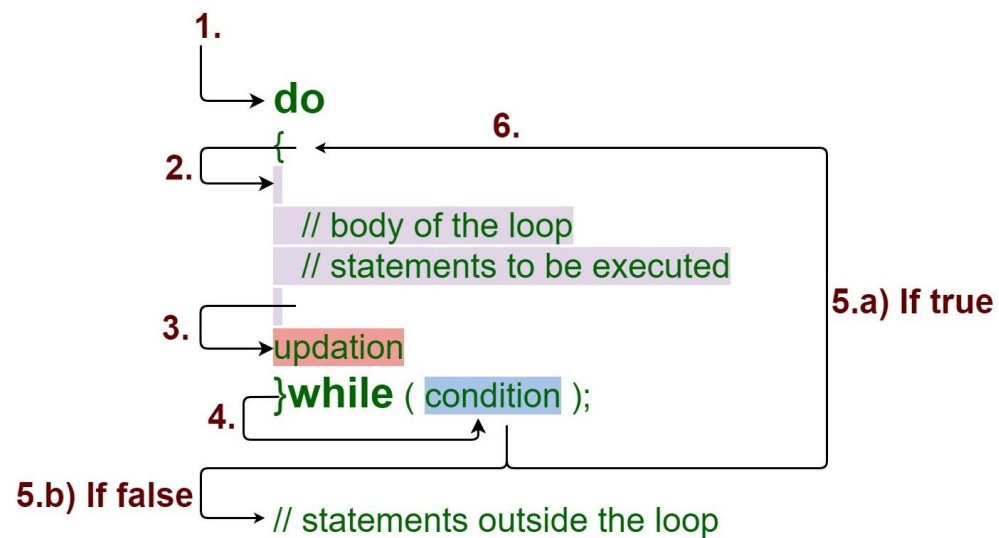 1.
do
6.
{
2.
// body of the loop
// statements to be executed
5.a) If true
3.
updation
}while ( condition );
4.
5.b) If false
// statements outside the loop